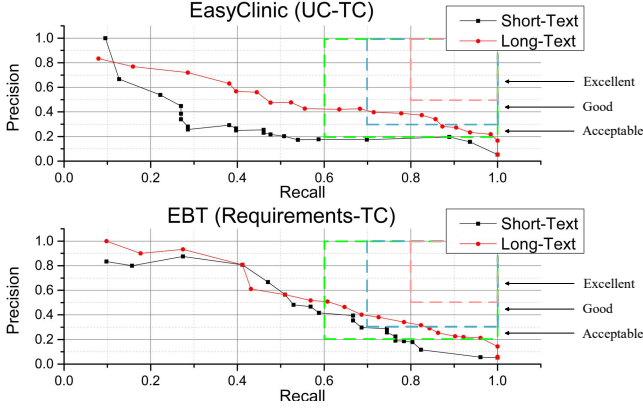 EasyClinic (UC-TC)
Short-Text
Long-Text
1.0
0.8
0.6
0.4
0.2
0.0
Precision
Excellent
Good
Acceptable
0.0 0.2 0.4 0.6 0.8 1.0
Recall
EBT (Requirements-TC)
Short-Text
Long-Text
1.0
0.8
0.6
0.4
0.2
0.0
Precision
Excellent
Good
Acceptable
0.0 0.2 0.4 0.6 0.8 1.0
Recall